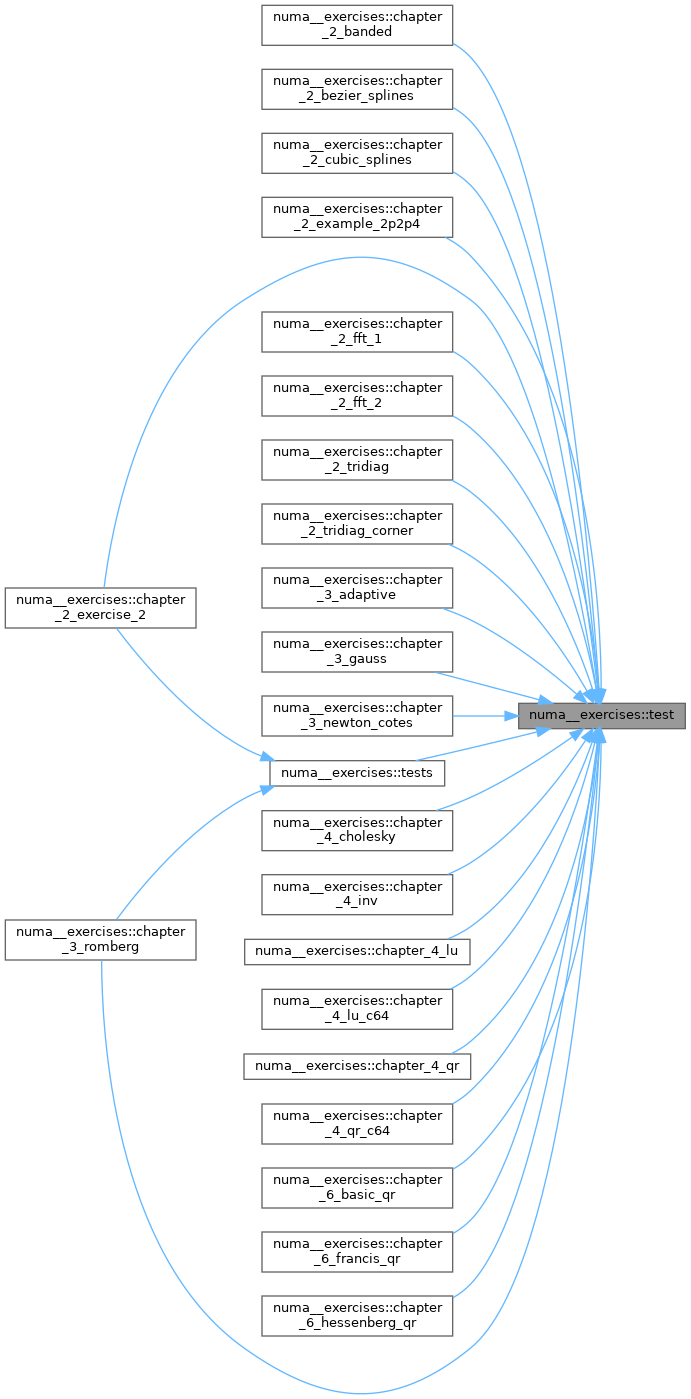 numa__exercises::chapter
_2_banded
numa__exercises::chapter
_2_bezier_splines
numa__exercises::chapter
_2_cubic_splines
numa__exercises::chapter
_2_example_2p2p4
numa__exercises::chapter
_2_fft_1
numa__exercises::chapter
_2_fft_2
numa__exercises::chapter
_2_tridiag
numa__exercises::chapter
_2_tridiag_corner
numa__exercises::chapter
_3_adaptive
numa__exercises::chapter
_2_exercise_2
numa__exercises::chapter
_3_gauss
numa__exercises::chapter
_3_newton_cotes
numa__exercises::test
numa__exercises::tests
numa__exercises::chapter
_4_cholesky
numa__exercises::chapter
_4_inv
numa__exercises::chapter
_3_romberg
numa__exercises::chapter_4_lu
numa__exercises::chapter
_4_lu_c64
numa__exercises::chapter_4_qr
numa__exercises::chapter
_4_qr_c64
numa__exercises::chapter
_6_basic_qr
numa__exercises::chapter
_6_francis_qr
numa__exercises::chapter
_6_hessenberg_qr